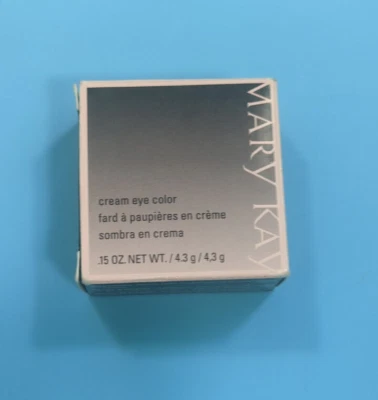 MARY KAY
cream eye color
fard à paupières en crème
sombra en crema
.15 OZ. NET WT. / 4.3 g / 4,3 g